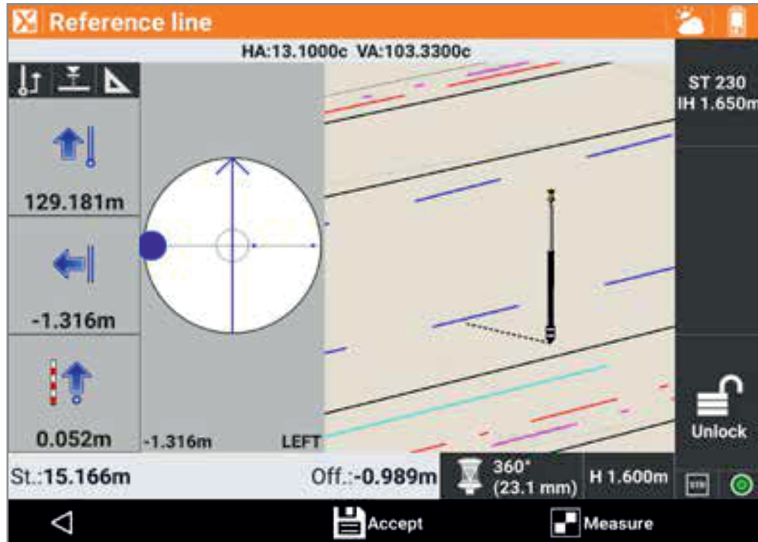 Reference line
HA:13.1000c VA:103.3300c
ST 230
IH 1.650m
129.181m
-1.316m
0.052m
-1.316m LEFT
Unlock
St.:15.166m Off.:-0.989m
360°
(23.1 mm)
H 1.600m
Accept
Measure